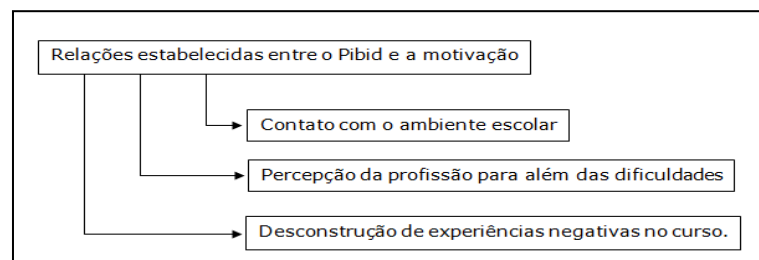 Relações estabelecidas entre o Pibid e a motivação
Contato com o ambiente escolar
Percepção da profissão para além das dificuldades
Desconstrução de experiências negativas no curso.